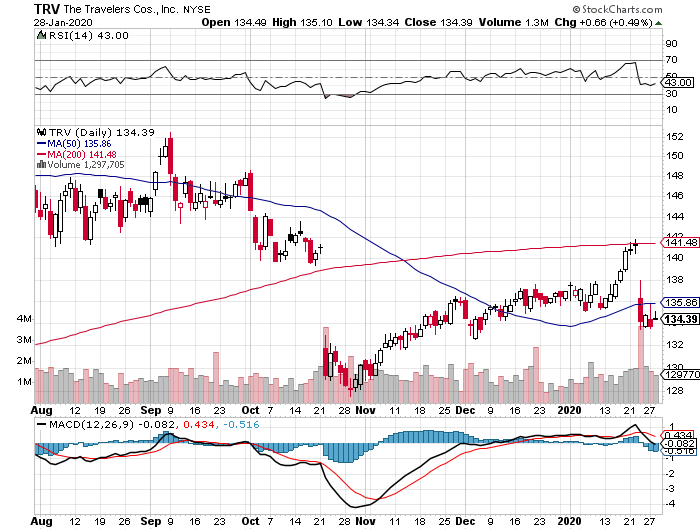 TRV The Travelers Cos., Inc. NYSE © StockCharts.com
28-Jan-2020 Open 134.49 High 135.10 Low 134.34 Close 134.39 Volume 1.3M Chg +0.66 (+0.49%)
RSI(14) 43.00
90
70
50
43.00
30
10
TRV (Daily) 134.39
MA(50) 135.86
MA(200) 141.48
Volume 1,297,705
152
150
148
146
144
142
141.48
140
138
136
135.86
134.39
134
132
130
128
4M
3M
2M
1M
129770
Aug 12 19 26 Sep 9 16 23 Oct 7 14 21 28 Nov 11 18 25 Dec 9 16 23 2020 13 21 27
MACD(12,26,9) -0.082, 0.434, -0.516
1
0.434
-0.082
-0.516
-1
-2
-3
-4
Aug 12 19 26 Sep 9 16 23 Oct 7 14 21 28 Nov 11 18 25 Dec 9 16 23 2020 13 21 27